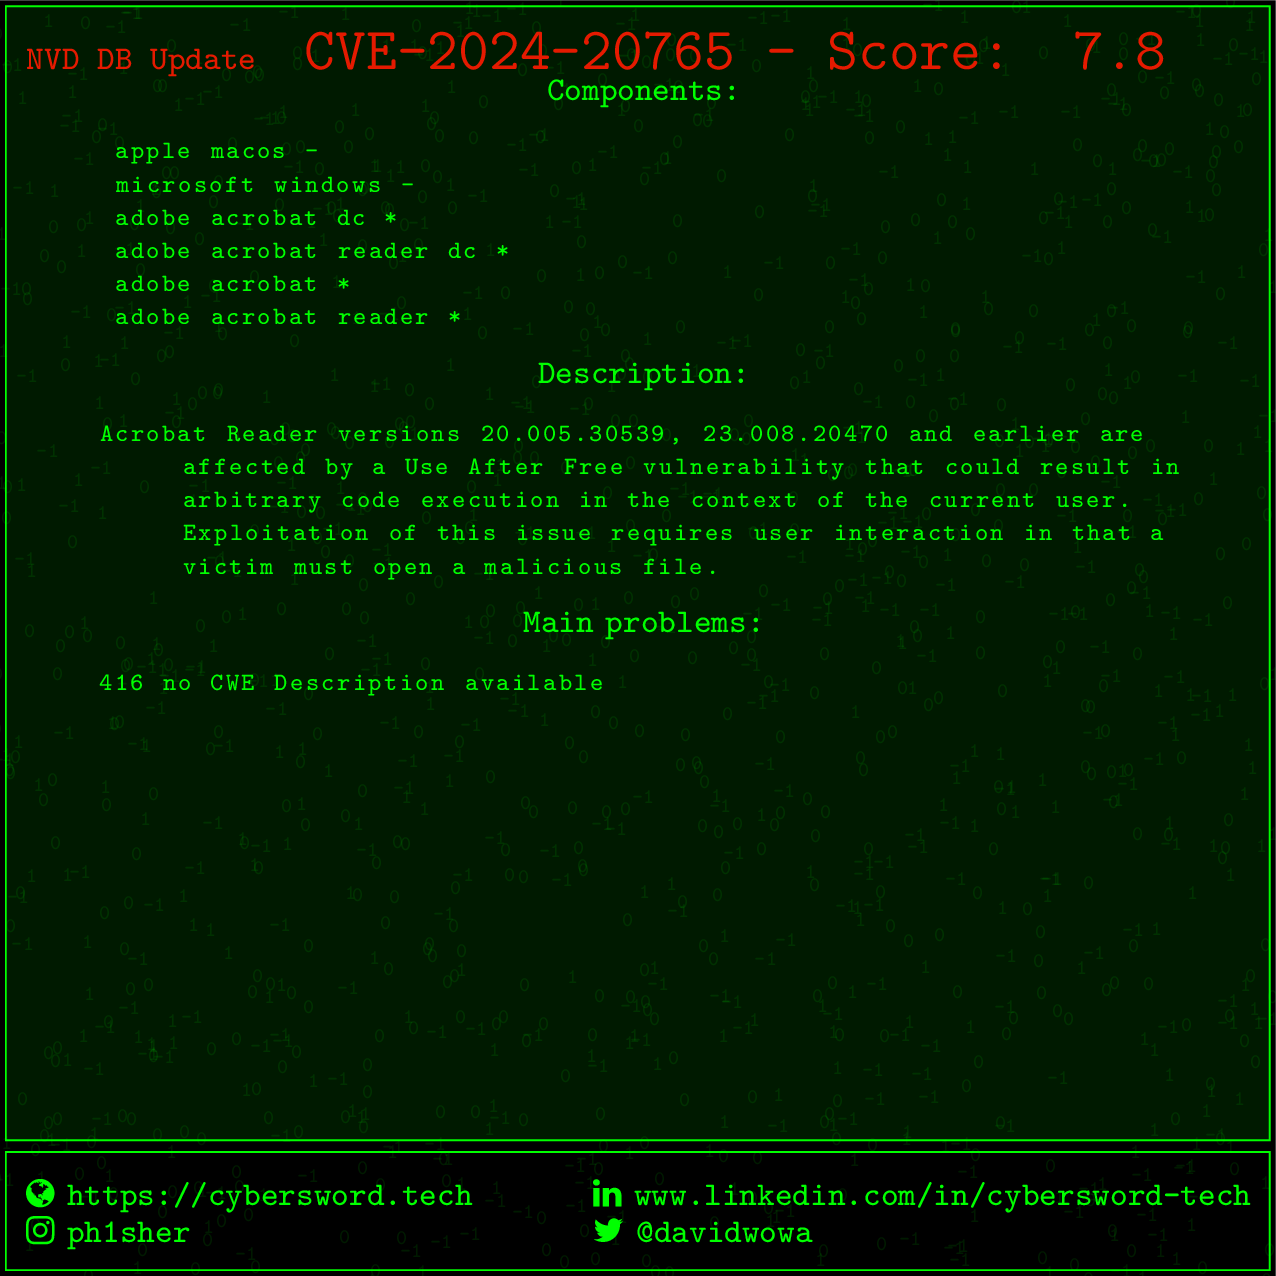 NVD DB Update CVE-2024-20765 - Score: 7.8
Components:
apple macos -
microsoft windows -
adobe acrobat dc *
adobe acrobat reader dc *
adobe acrobat *
adobe acrobat reader *
Description:
Acrobat Reader versions 20.005.30539, 23.008.20470 and earlier are
affected by a Use After Free vulnerability that could result in
arbitrary code execution in the context of the current user.
Exploitation of this issue requires user interaction in that a
victim must open a malicious file.
Main problems:
416 no CWE Description available
https://cybersword.tech www.linkedin.com/in/cybersword-tech
ph1sher @davidwowa